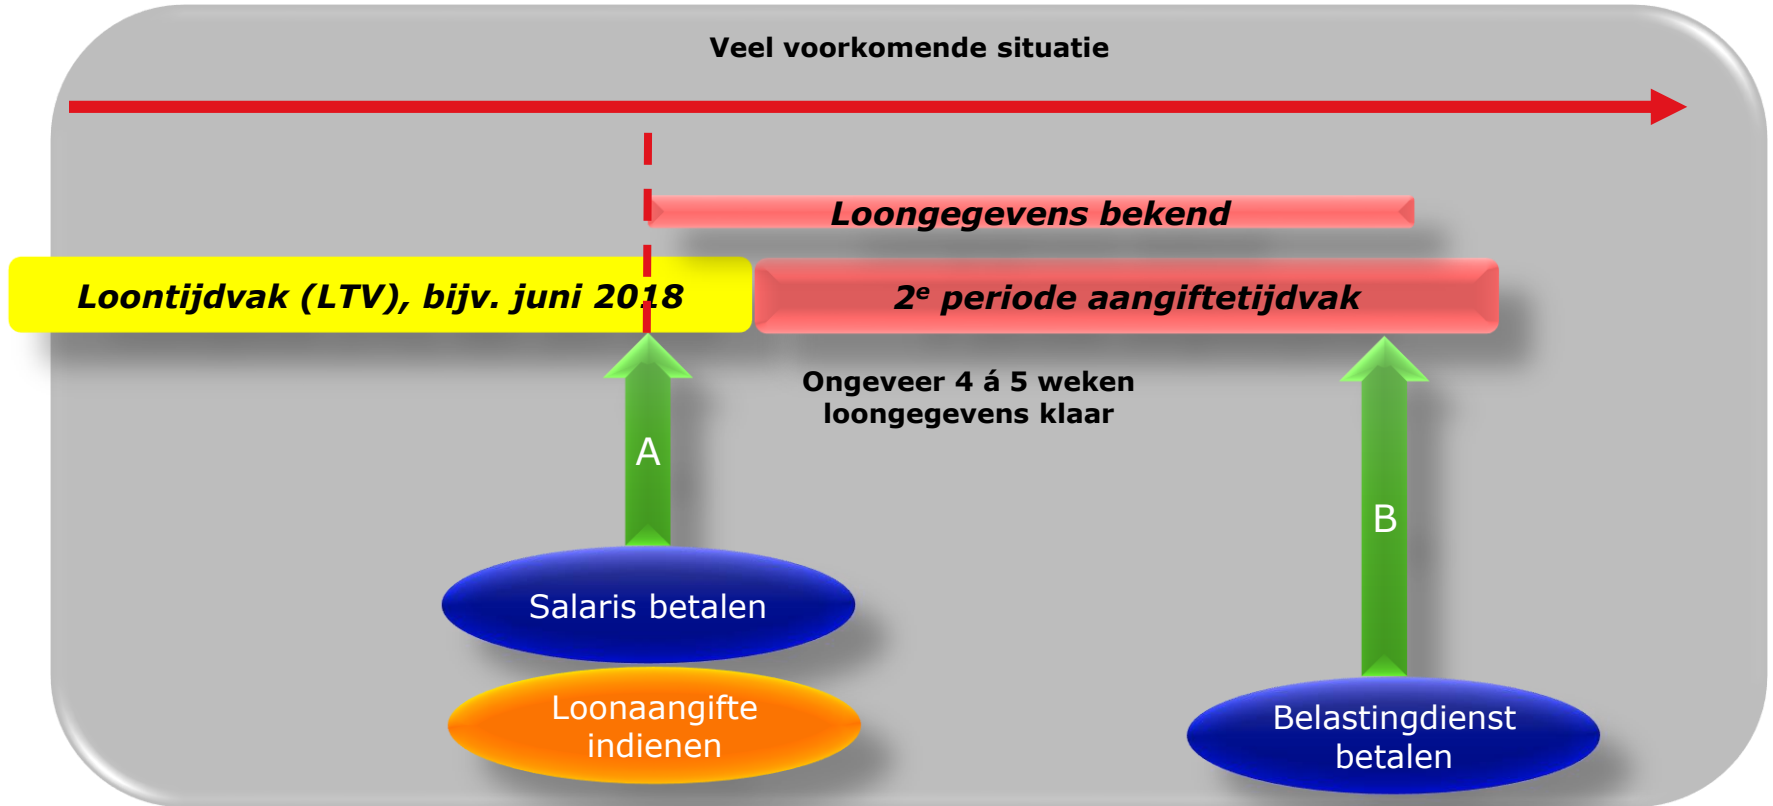 Veel voorkomende situatie
Loongegevens bekend
Loontijdvak (LTV), bijv. juni 2018
2e periode aangiftetijdvak
Ongeveer 4 á 5 weken
loongegevens klaar
A
B
Salaris betalen
Loonaangifte
indienen
Belastingdienst
betalen